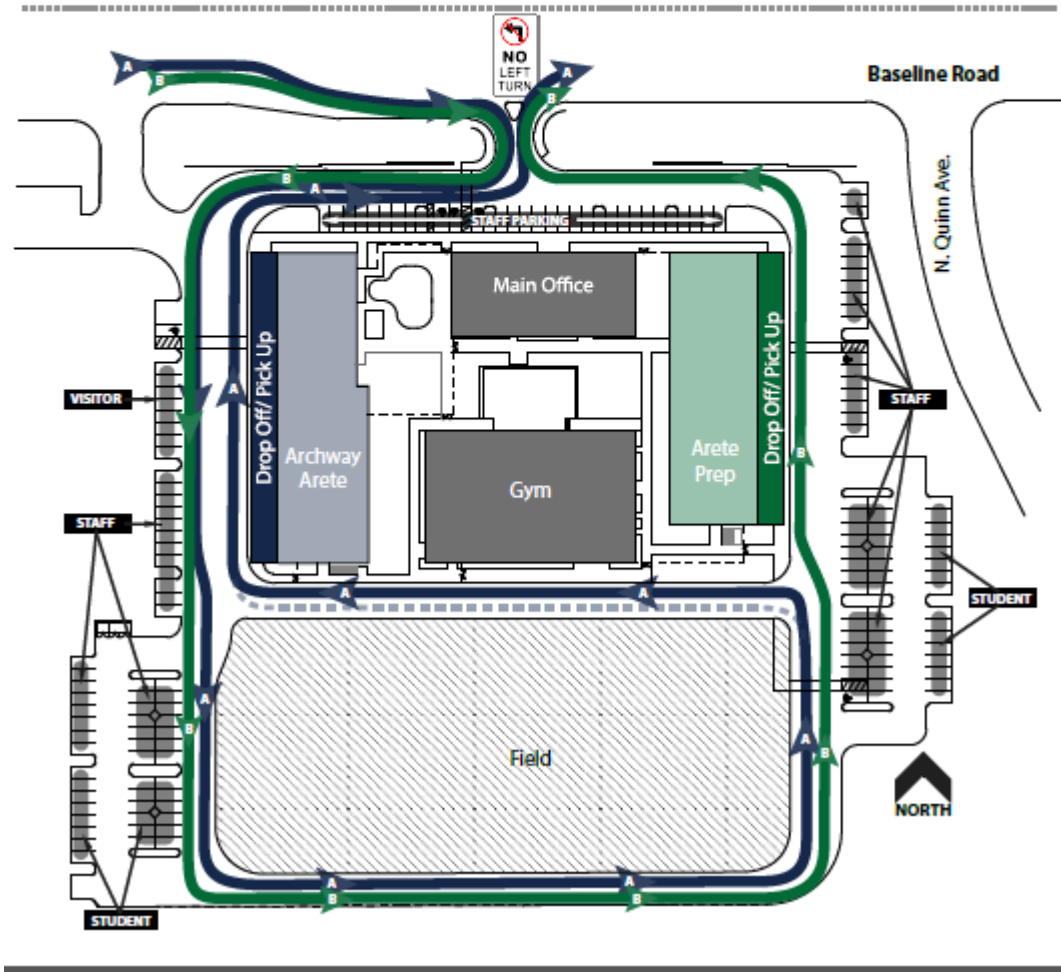 NO
LEFT
TURN
A
A
B
B
Baseline Road
B
A
B
STAFF PARKING
N. Quinn Ave.
Main Office
Drop Off/ Pick Up
Drop Off/ Pick Up
A
VISITOR
STAFF
Archway
Arete
Arete
Prep
B
Gym
STAFF
A
A
STUDENT
A
A
B
B
Field
NORTH
A
A
B
B
STUDENT